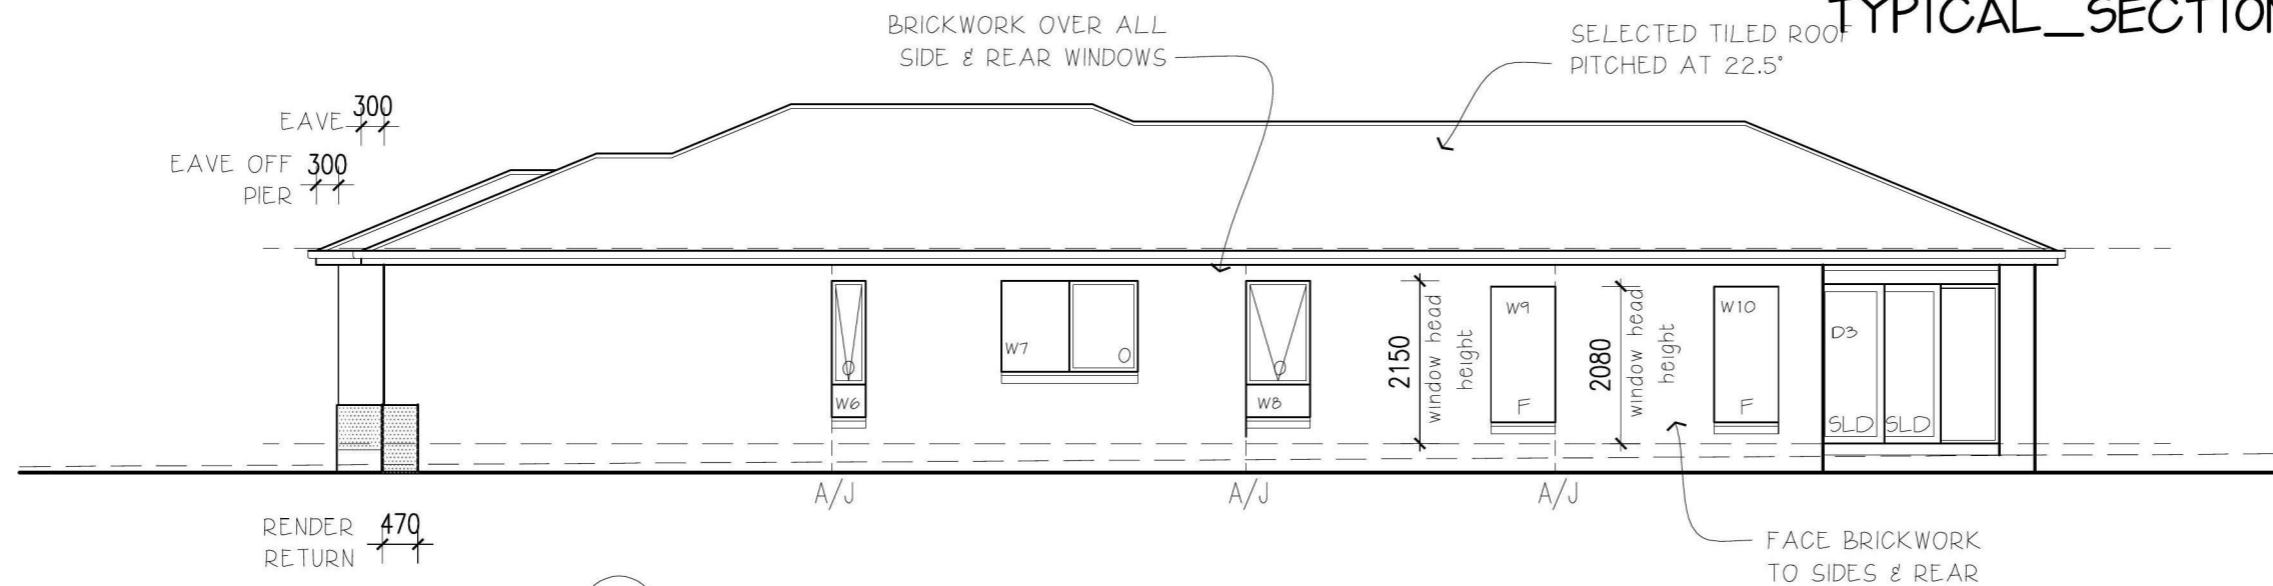 TYPICAL_SECTION
BRICKWORK OVER ALL
SIDE & REAR WINDOWS
SELECTED TILED ROOF
PITCHED AT 22.5°
EAVE 300
EAVE OFF 300
PIER
W6
W7
O
W8
2150
window head
height
W9
F
2080
window head
height
W10
F
D3
SLD SLD
A/J
A/J
A/J
RENDER 470
RETURN
FACE BRICKWORK
TO SIDES & REAR